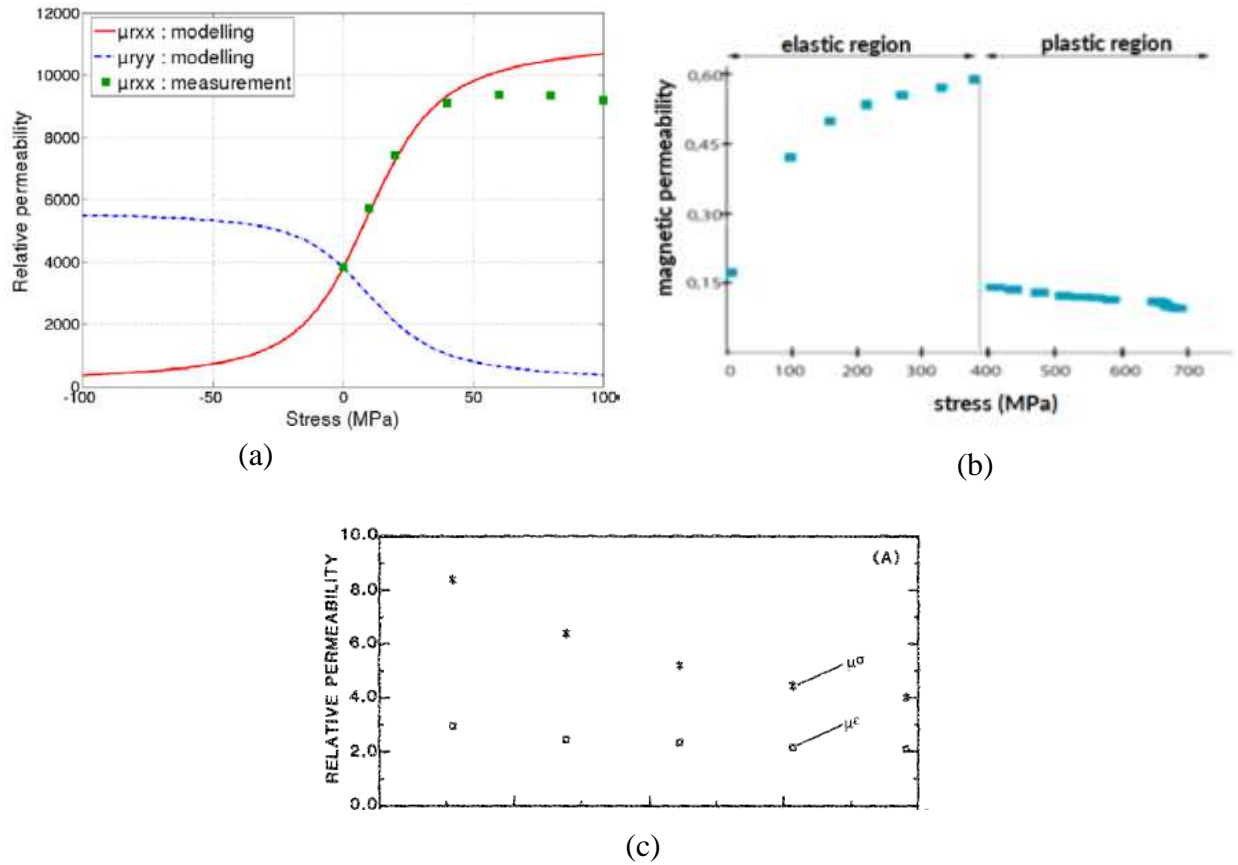 μrxx : modelling
μryy : modelling
μrxx : measurement
12000
10000
8000
6000
4000
2000
0
-100
-50
0
50
100
Relative permeability
Stress (MPa)
(a)
elastic region
plastic region
0,60
0,45
0,30
0,15
0
100
200
300
400
500
600
700
magnetic permeability
stress (MPa)
(b)
10.0
8.0
6.0
4.0
2.0
0.0
RELATIVE PERMEABILITY
(A)
μσ
με
(c)